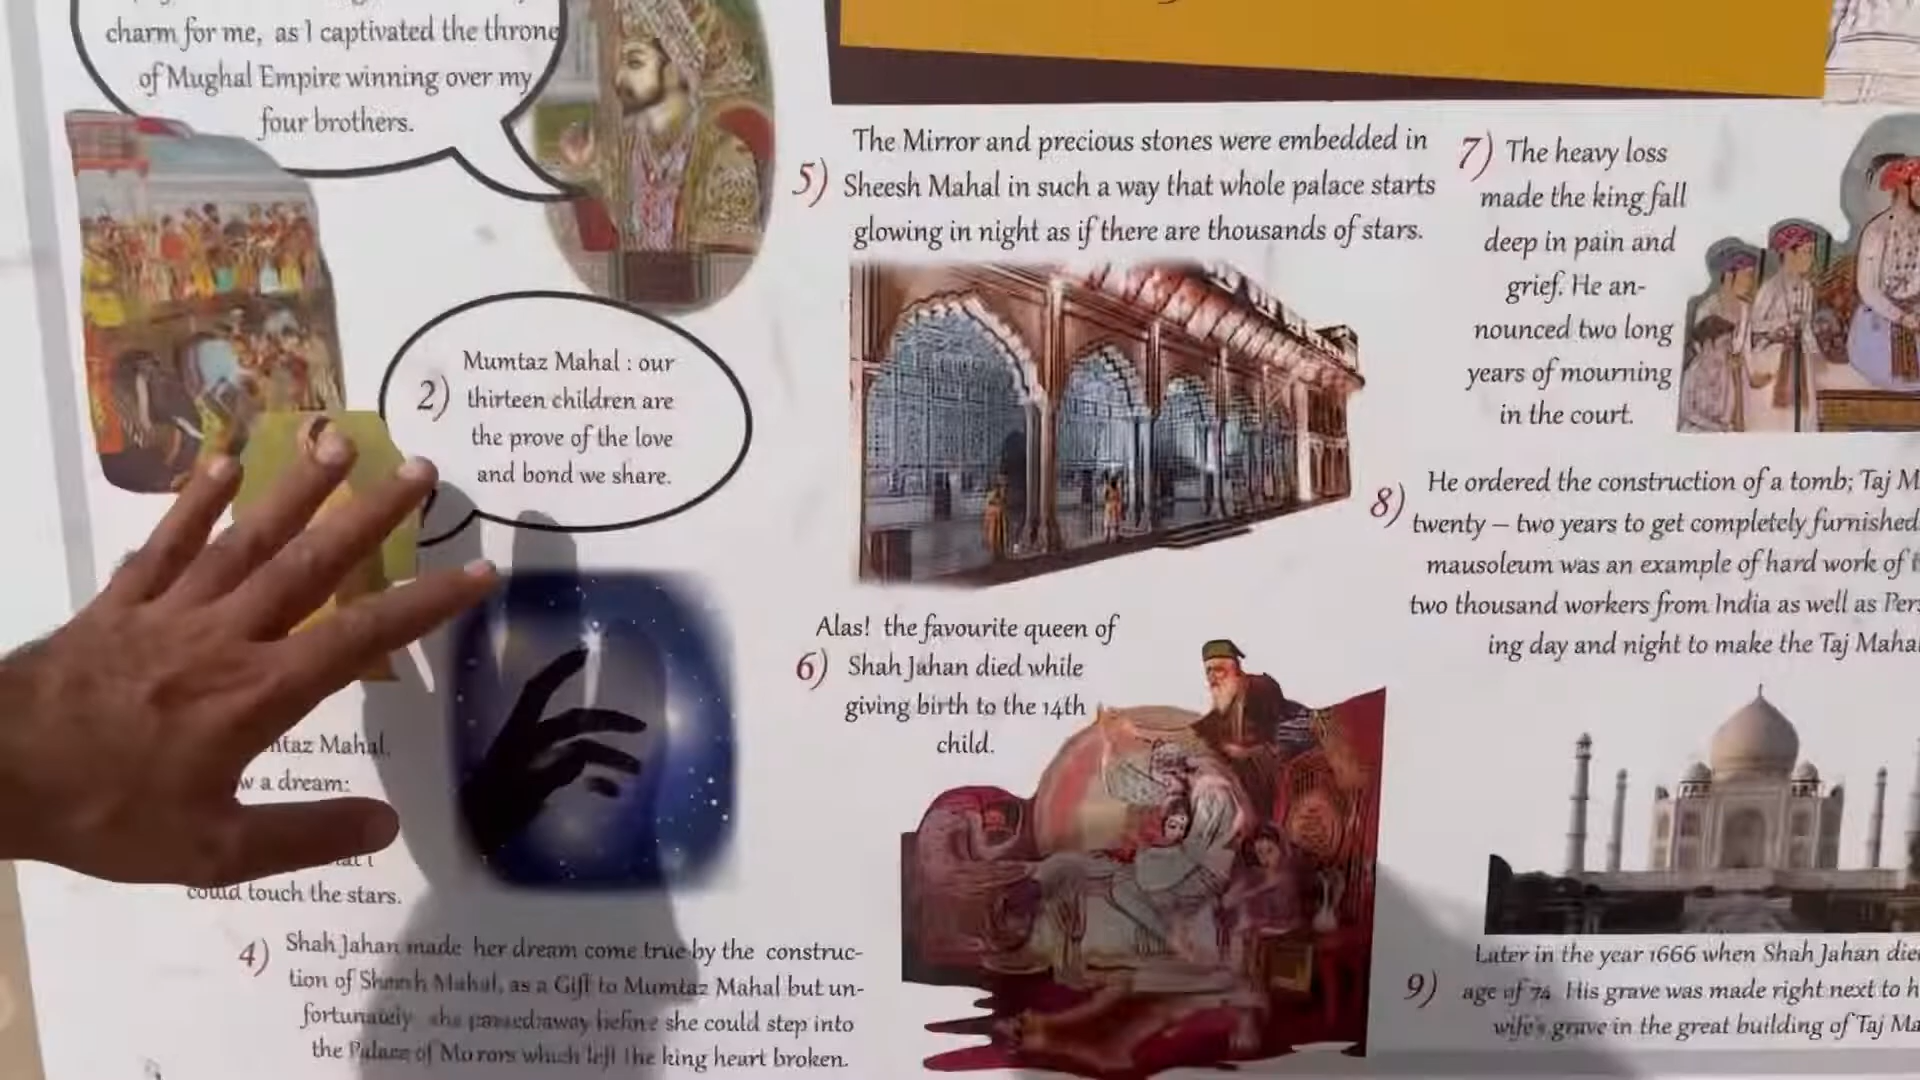 charm for me, as I captivated the throne
of Mughal Empire winning over my
four brothers.
2) Mumtaz Mahal : our
thirteen children are
the prove of the love
and bond we share.
Mahal,
a dream:
could touch the stars.
4) Shah Jahan made her dream come true by the construc-
tion of Sheesh Mahal, as a Gift to Mumtaz Mahal but un-
fortunately she passed away before she could step into
the Palace of Mirrors which left the king heart broken.
The Mirror and precious stones were embedded in
5) Sheesh Mahal in such a way that whole palace starts
glowing in night as if there are thousands of stars.
Alas! the favourite queen of
6) Shah Jahan died while
giving birth to the 14th
child.
7) The heavy loss
made the king fall
deep in pain and
grief. He an-
nounced two long
years of mourning
in the court.
He ordered the construction of a tomb; Taj M
8) twenty – two years to get completely furnished
mausoleum was an example of hard work of
two thousand workers from India as well as Per
ing day and night to make the Taj Maha
Later in the year 1666 when Shah Jahan die
9) age of 74 His grave was made right next to h
wife's grave in the great building of Taj Ma